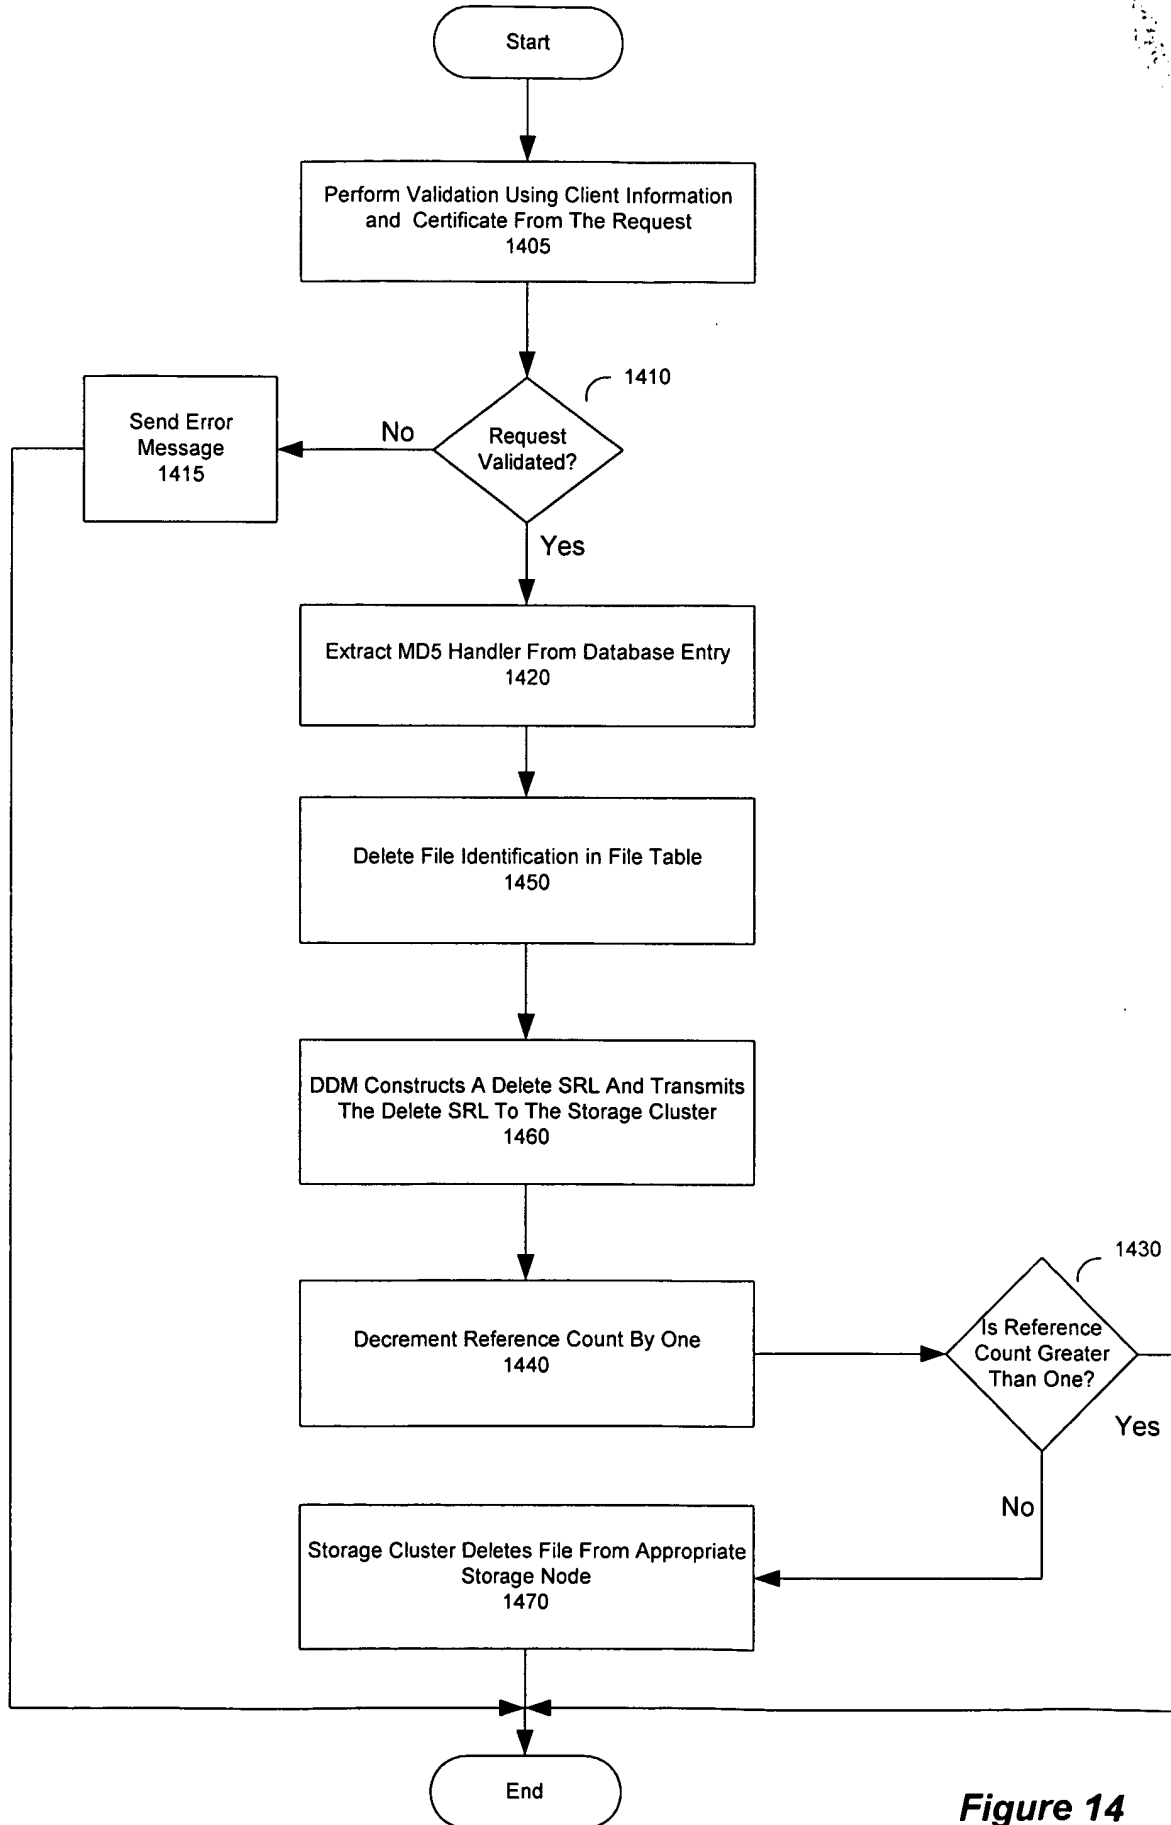 Start
Perform Validation Using Client Information
and Certificate From The Request
1405
1410
Send Error
Message
1415
No
Request
Validated?
Yes
Extract MD5 Handler From Database Entry
1420
Delete File Identification in File Table
1450
DDM Constructs A Delete SRL And Transmits
The Delete SRL To The Storage Cluster
1460
1430
Decrement Reference Count By One
1440
Is Reference
Count Greater
Than One?
Yes
No
Storage Cluster Deletes File From Appropriate
Storage Node
1470
End
Figure 14